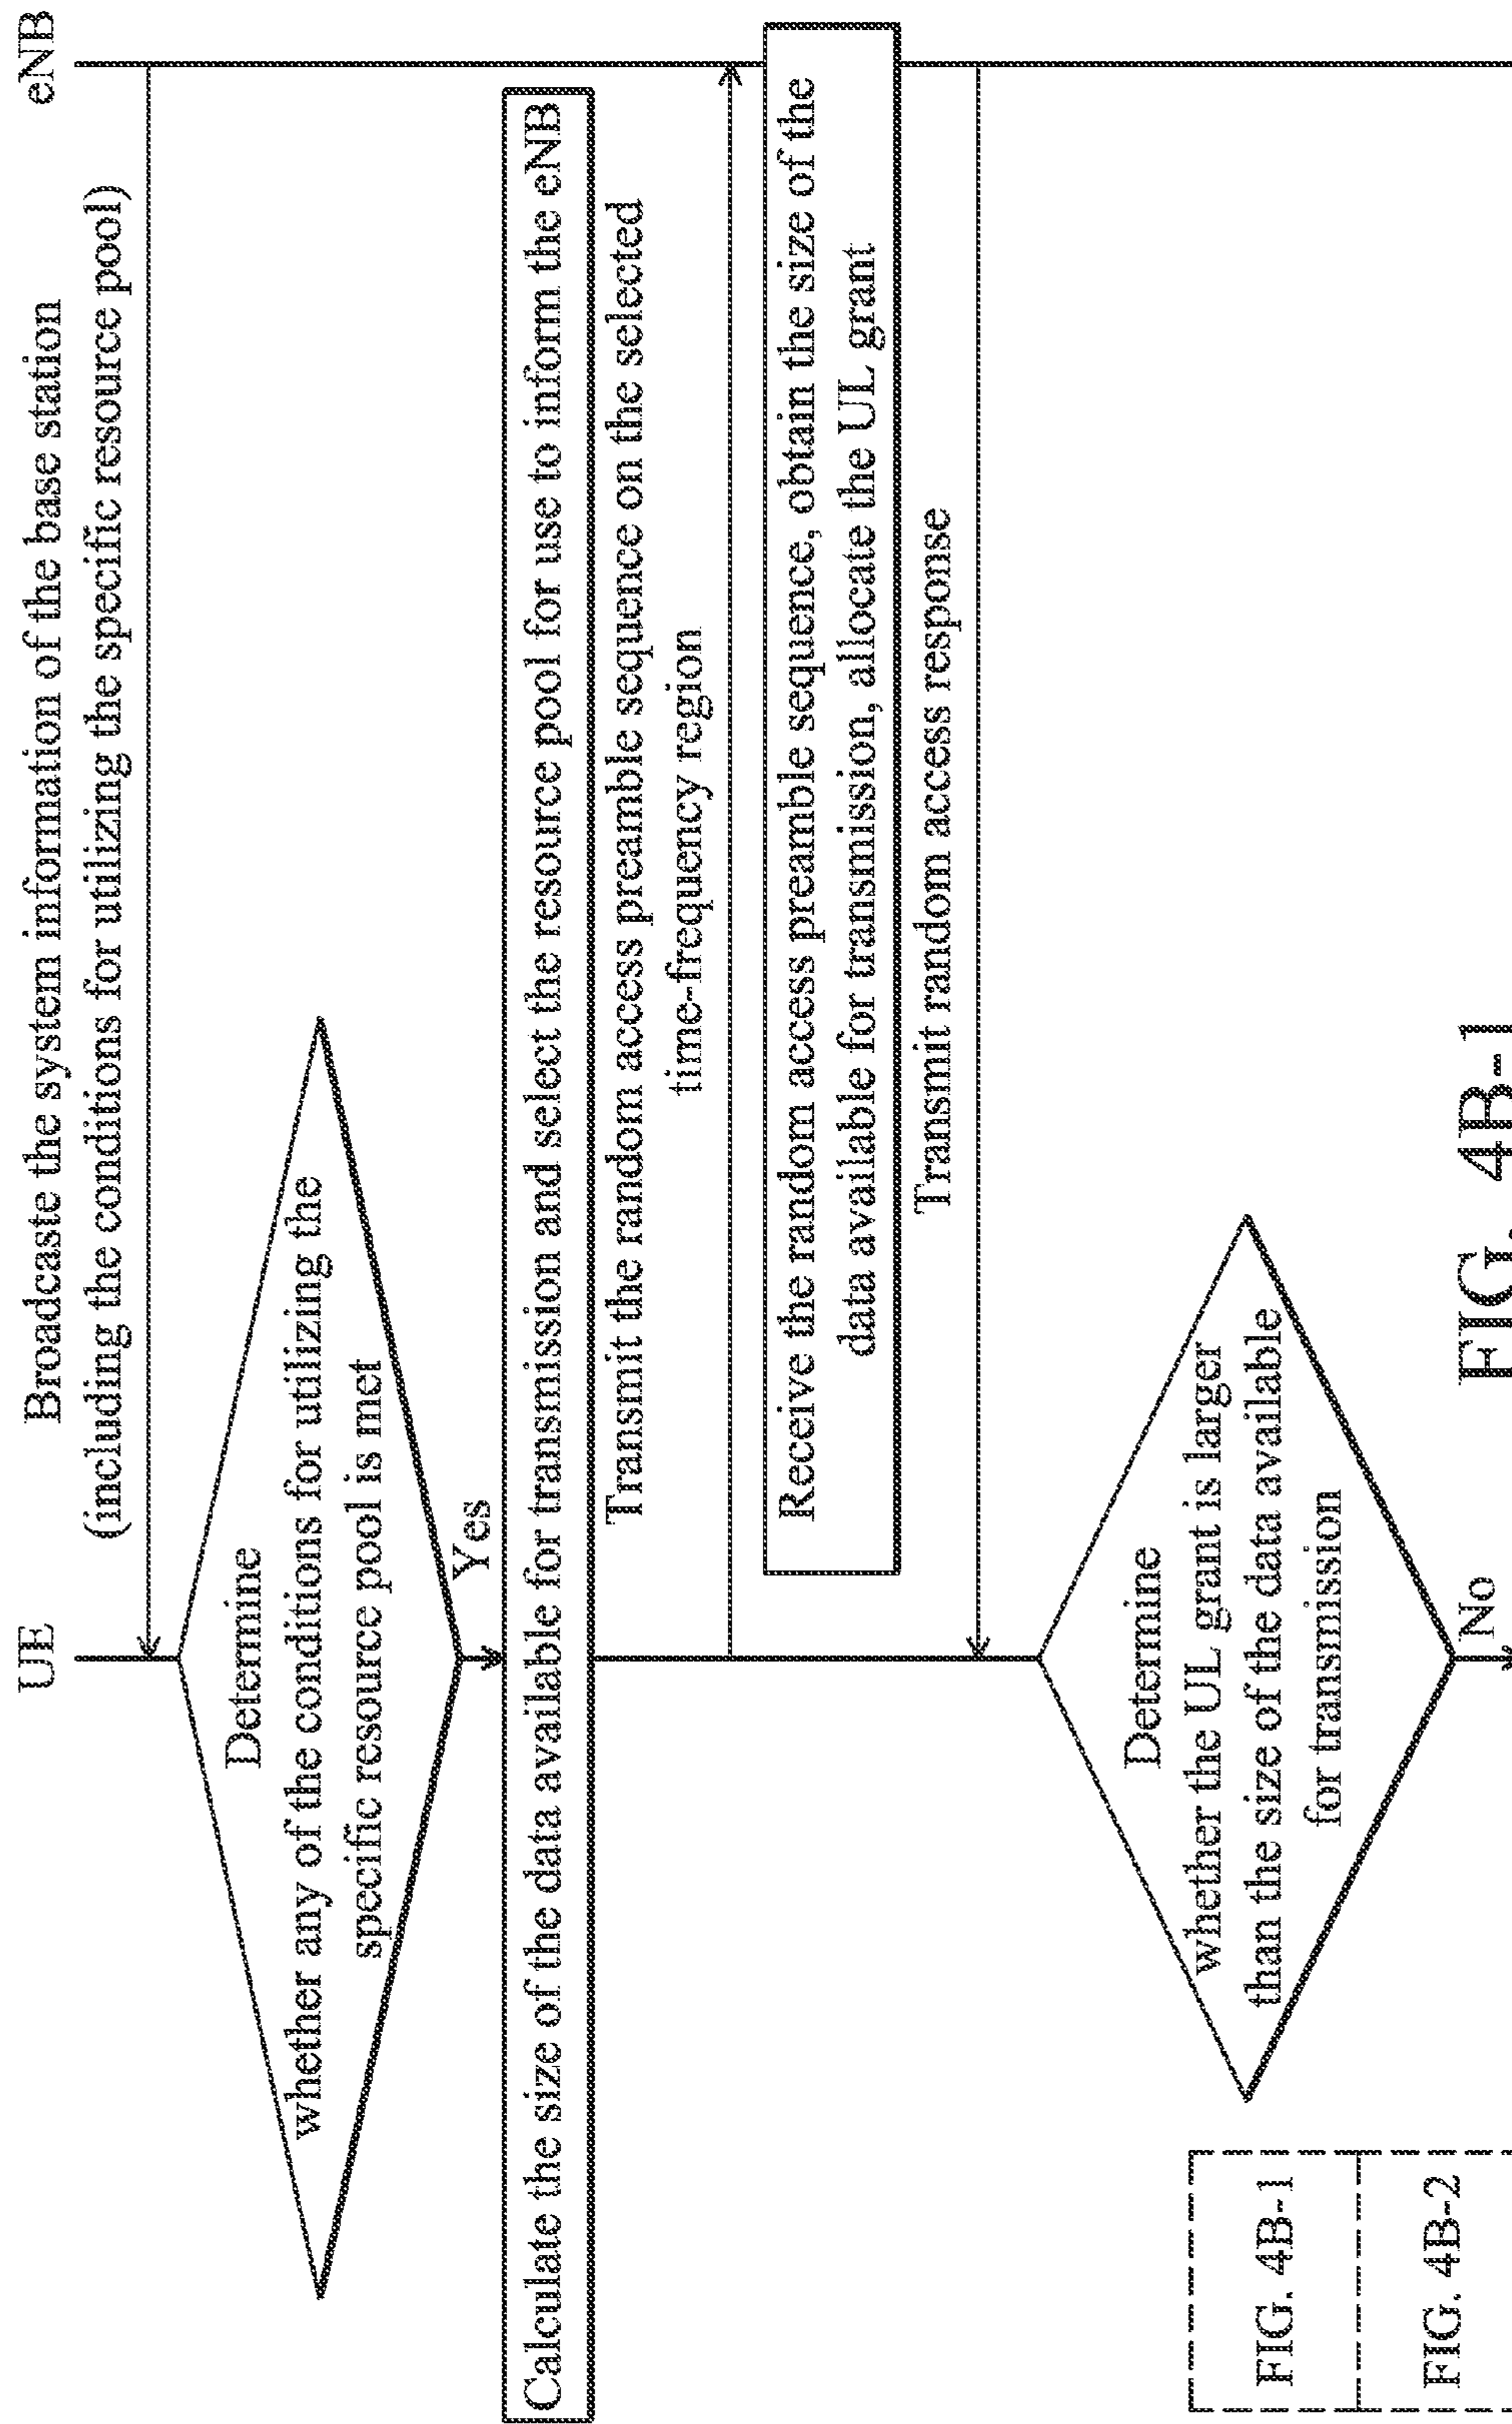 UE
eNB
Broadcaste the system information of the base station
(including the conditions for utilizing the specific resource pool)
Determine
whether any of the conditions for utilizing the
specific resource pool is met
Yes
Calculate the size of the data available for transmission and select the resource pool for use to inform the eNB
Transmit the random access preamble sequence on the selected
time-frequency region
Receive the random access preamble sequence, obtain the size of the
data available for transmission, allocate the UL grant
Transmit random access response
Determine
whether the UL grant is larger
than the size of the data available
for transmission
No
FIG. 4B-1
FIG. 4B-2
FIG. 4B-1